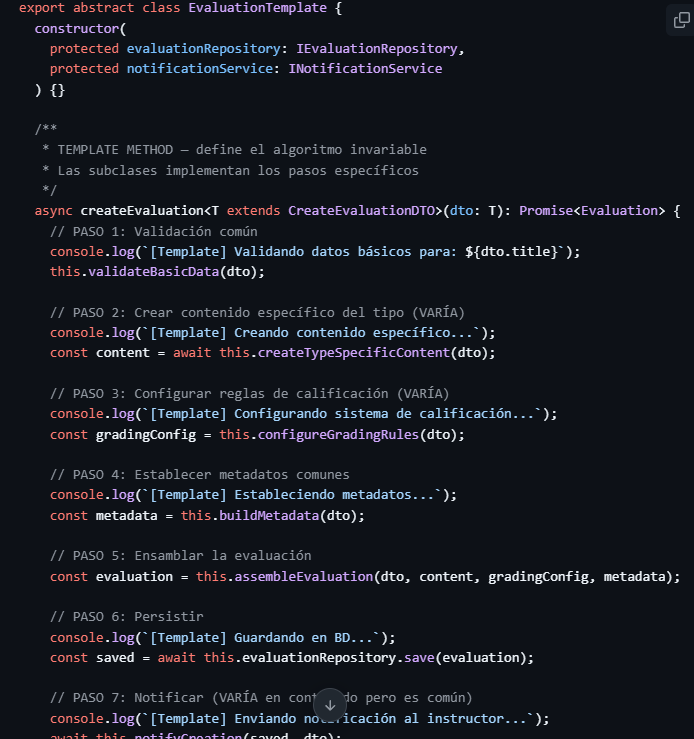 export abstract class EvaluationTemplate {
constructor(
protected evaluationRepository: IEvaluationRepository,
protected notificationService: INotificationService
) {}
/**
* TEMPLATE METHOD — define el algoritmo invariable
* Las subclases implementan los pasos específicos
*/
async createEvaluation<T extends CreateEvaluationDTO>(dto: T): Promise<Evaluation> {
// PASO 1: Validación común
console.log(`[Template] Validando datos básicos para: ${dto.title}`);
this.validateBasicData(dto);
// PASO 2: Crear contenido específico del tipo (VARÍA)
console.log(`[Template] Creando contenido específico...`);
const content = await this.createTypeSpecificContent(dto);
// PASO 3: Configurar reglas de calificación (VARÍA)
console.log(`[Template] Configurando sistema de calificación...`);
const gradingConfig = this.configureGradingRules(dto);
// PASO 4: Establecer metadatos comunes
console.log(`[Template] Estableciendo metadatos...`);
const metadata = this.buildMetadata(dto);
// PASO 5: Ensamblar la evaluación
const evaluation = this.assembleEvaluation(dto, content, gradingConfig, metadata);
// PASO 6: Persistir
console.log(`[Template] Guardando en BD...`);
const saved = await this.evaluationRepository.save(evaluation);
// PASO 7: Notificar (VARÍA en contenido pero es común)
console.log(`[Template] Enviando notificación al instructor...`);
await this.notifyCreation(saved, dto);